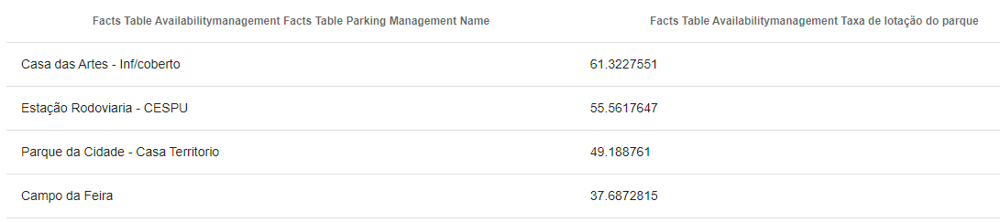 Facts Table Availabilitymanagement Facts Table Parking Management Name Facts Table Availabilitymanagement Taxa de lotação do parque
Casa das Artes - Inf/coberto 61.3227551
Estação Rodoviaria - CESPU 55.5617647
Parque da Cidade - Casa Territorio 49.188761
Campo da Feira 37.6872815